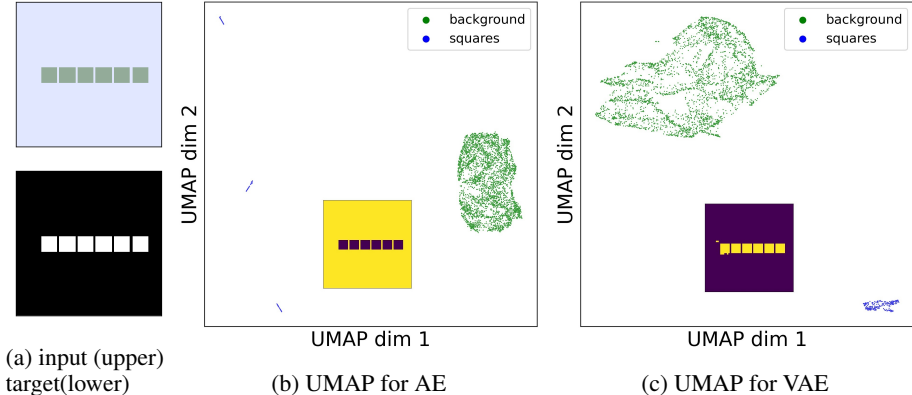 background
squares
UMAP dim 2
UMAP dim 1
background
squares
UMAP dim 2
UMAP dim 1
(a) input (upper)
target(lower)
(b) UMAP for AE
(c) UMAP for VAE